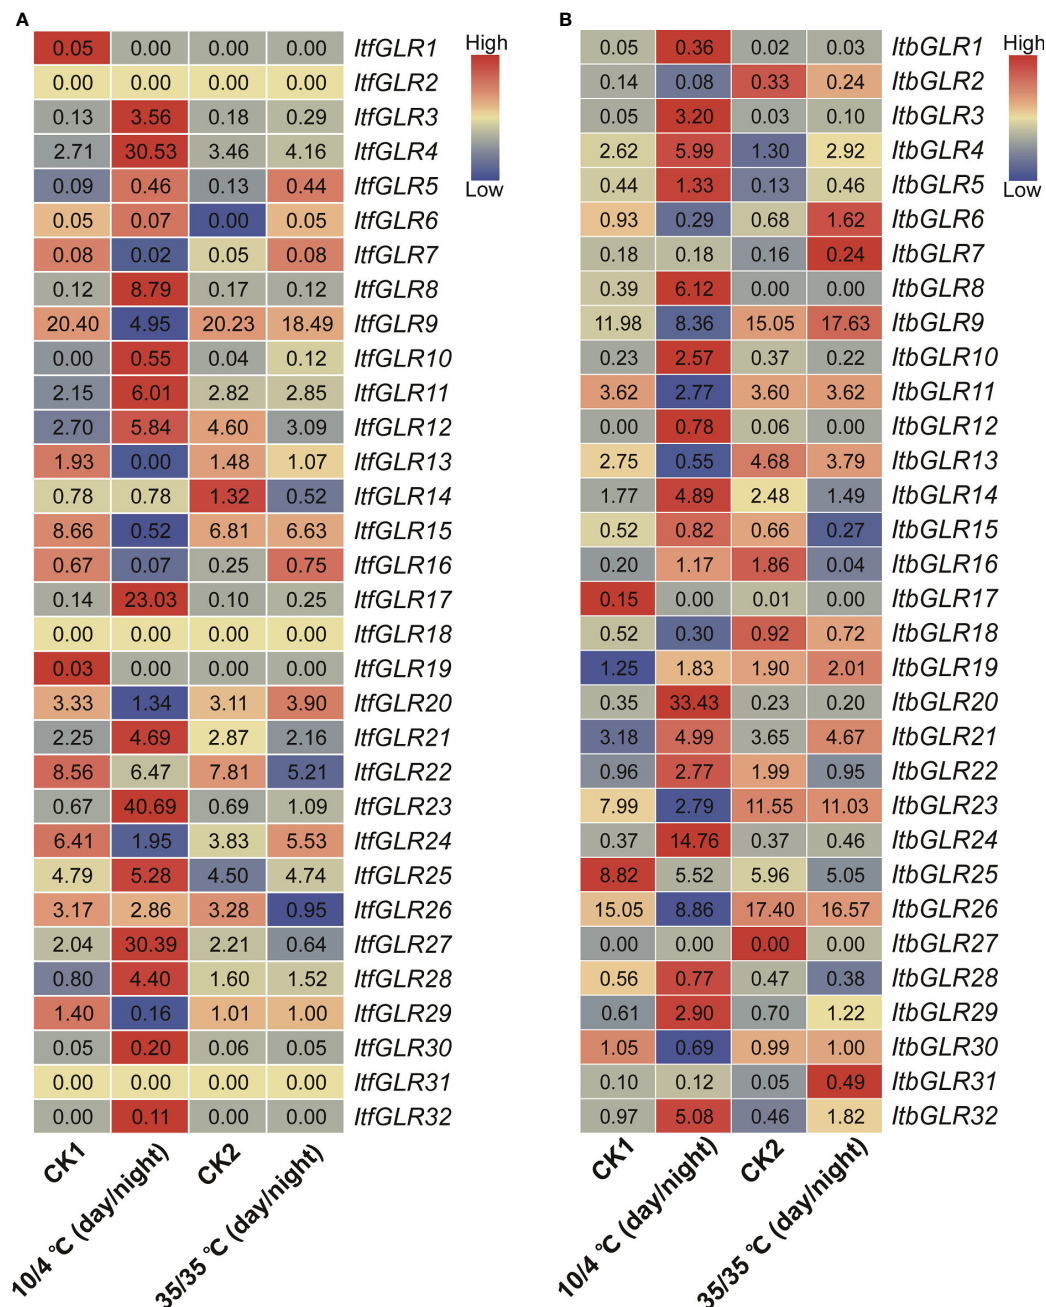 A
B
0.05 0.00 0.00 0.00 ItfGLR1
0.00 0.00 0.00 0.00 ItfGLR2
0.13 3.56 0.18 0.29 ItfGLR3
2.71 30.53 3.46 4.16 ItfGLR4
0.09 0.46 0.13 0.44 ItfGLR5
0.05 0.07 0.00 0.05 ItfGLR6
0.08 0.02 0.05 0.08 ItfGLR7
0.12 8.79 0.17 0.12 ItfGLR8
20.40 4.95 20.23 18.49 ItfGLR9
0.00 0.55 0.04 0.12 ItfGLR10
2.15 6.01 2.82 2.85 ItfGLR11
2.70 5.84 4.60 3.09 ItfGLR12
1.93 0.00 1.48 1.07 ItfGLR13
0.78 0.78 1.32 0.52 ItfGLR14
8.66 0.52 6.81 6.63 ItfGLR15
0.67 0.07 0.25 0.75 ItfGLR16
0.14 23.03 0.10 0.25 ItfGLR17
0.00 0.00 0.00 0.00 ItfGLR18
0.03 0.00 0.00 0.00 ItfGLR19
3.33 1.34 3.11 3.90 ItfGLR20
2.25 4.69 2.87 2.16 ItfGLR21
8.56 6.47 7.81 5.21 ItfGLR22
0.67 40.69 0.69 1.09 ItfGLR23
6.41 1.95 3.83 5.53 ItfGLR24
4.79 5.28 4.50 4.74 ItfGLR25
3.17 2.86 3.28 0.95 ItfGLR26
2.04 30.39 2.21 0.64 ItfGLR27
0.80 4.40 1.60 1.52 ItfGLR28
1.40 0.16 1.01 1.00 ItfGLR29
0.05 0.20 0.06 0.05 ItfGLR30
0.00 0.00 0.00 0.00 ItfGLR31
0.00 0.11 0.00 0.00 ItfGLR32
CK1
10/4 ℃ (day/night)
CK2
35/35 ℃ (day/night)
High
Low
0.05 0.36 0.02 0.03 ItbGLR1
0.14 0.08 0.33 0.24 ItbGLR2
0.05 3.20 0.03 0.10 ItbGLR3
2.62 5.99 1.30 2.92 ItbGLR4
0.44 1.33 0.13 0.46 ItbGLR5
0.93 0.29 0.68 1.62 ItbGLR6
0.18 0.18 0.16 0.24 ItbGLR7
0.39 6.12 0.00 0.00 ItbGLR8
11.98 8.36 15.05 17.63 ItbGLR9
0.23 2.57 0.37 0.22 ItbGLR10
3.62 2.77 3.60 3.62 ItbGLR11
0.00 0.78 0.06 0.00 ItbGLR12
2.75 0.55 4.68 3.79 ItbGLR13
1.77 4.89 2.48 1.49 ItbGLR14
0.52 0.82 0.66 0.27 ItbGLR15
0.20 1.17 1.86 0.04 ItbGLR16
0.15 0.00 0.01 0.00 ItbGLR17
0.52 0.30 0.92 0.72 ItbGLR18
1.25 1.83 1.90 2.01 ItbGLR19
0.35 33.43 0.23 0.20 ItbGLR20
3.18 4.99 3.65 4.67 ItbGLR21
0.96 2.77 1.99 0.95 ItbGLR22
7.99 2.79 11.55 11.03 ItbGLR23
0.37 14.76 0.37 0.46 ItbGLR24
8.82 5.52 5.96 5.05 ItbGLR25
15.05 8.86 17.40 16.57 ItbGLR26
0.00 0.00 0.00 0.00 ItbGLR27
0.56 0.77 0.47 0.38 ItbGLR28
0.61 2.90 0.70 1.22 ItbGLR29
1.05 0.69 0.99 1.00 ItbGLR30
0.10 0.12 0.05 0.49 ItbGLR31
0.97 5.08 0.46 1.82 ItbGLR32
CK1
10/4 ℃ (day/night)
CK2
35/35 ℃ (day/night)
High
Low